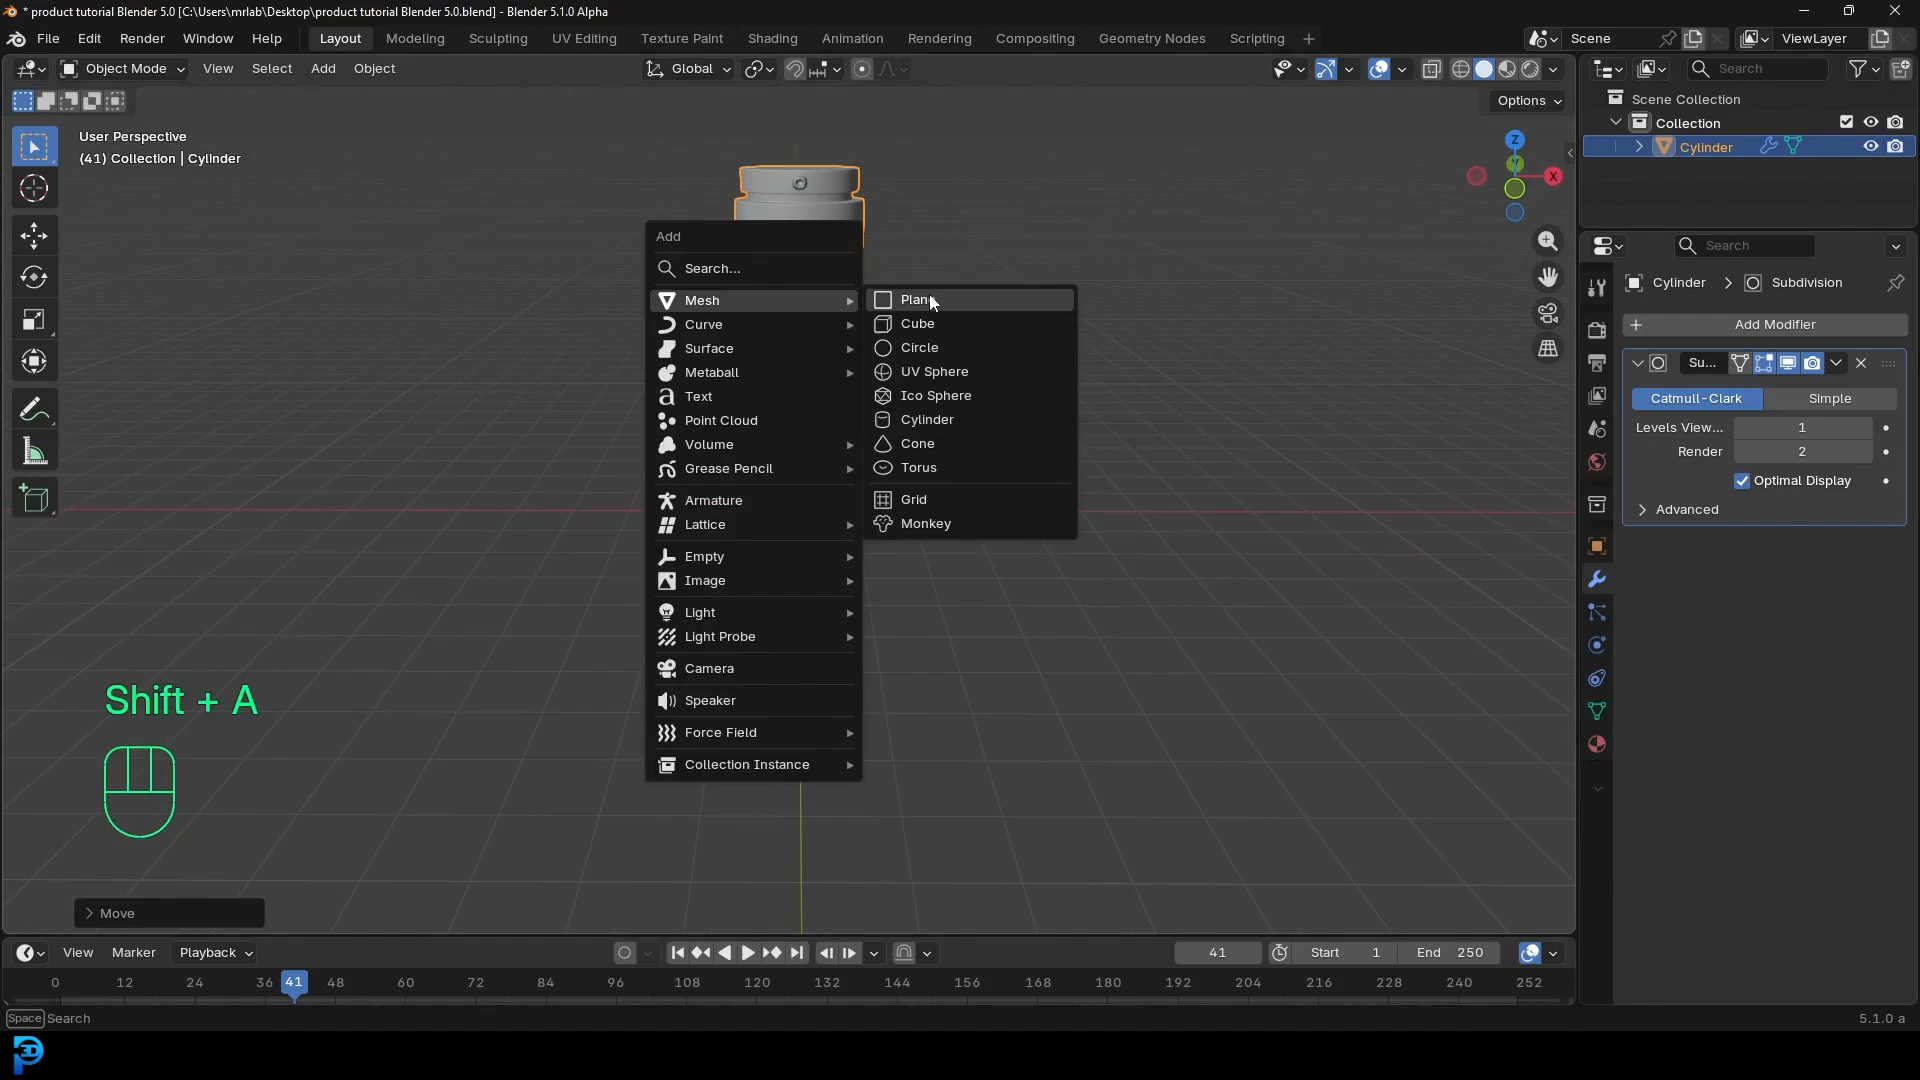 * product tutorial Blender 5.0 [C:\Users\mrlab\Desktop\product tutorial Blender 5.0.blend] - Blender 5.1.0 Alpha
File Edit Render Window Help Layout Modeling Sculpting UV Editing Texture Paint Shading Animation Rendering Compositing Geometry Nodes Scripting + Scene ViewLayer
Object Mode View Select Add Object Global Search
Options
Scene Collection
Collection
Cylinder
User Perspective
(41) Collection | Cylinder
Z
Y
X
Add
Search...
Mesh
Curve
Surface
Metaball
Text
Point Cloud
Volume
Grease Pencil
Armature
Lattice
Empty
Image
Light
Light Probe
Camera
Speaker
Force Field
Collection Instance
Plane
Cube
Circle
UV Sphere
Ico Sphere
Cylinder
Cone
Torus
Grid
Monkey
Search
Cylinder Subdivision
Add Modifier
Su...
Catmull-Clark Simple
Levels View... 1
Render 2
Optimal Display
Advanced
Shift + A
Move
View Marker Playback 41 Start 1 End 250
0 12 24 36 41 48 60 72 84 96 108 120 132 144 156 168 180 192 204 216 228 240 252
Space Search 5.1.0 a
3D